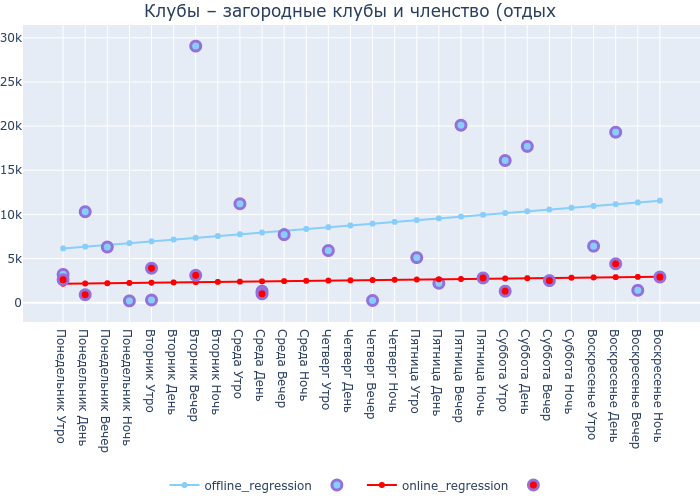 Клубы – загородные клубы и членство (отдых
30k
25k
20k
15k
10k
5k
0
Понедельник Утро
Понедельник День
Понедельник Вечер
Понедельник Ночь
Вторник Утро
Вторник День
Вторник Вечер
Вторник Ночь
Среда Утро
Среда День
Среда Вечер
Среда Ночь
Четверг Утро
Четверг День
Четверг Вечер
Четверг Ночь
Пятница Утро
Пятница День
Пятница Вечер
Пятница Ночь
Суббота Утро
Суббота День
Суббота Вечер
Суббота Ночь
Воскресенье Утро
Воскресенье День
Воскресенье Вечер
Воскресенье Ночь
offline_regression
online_regression